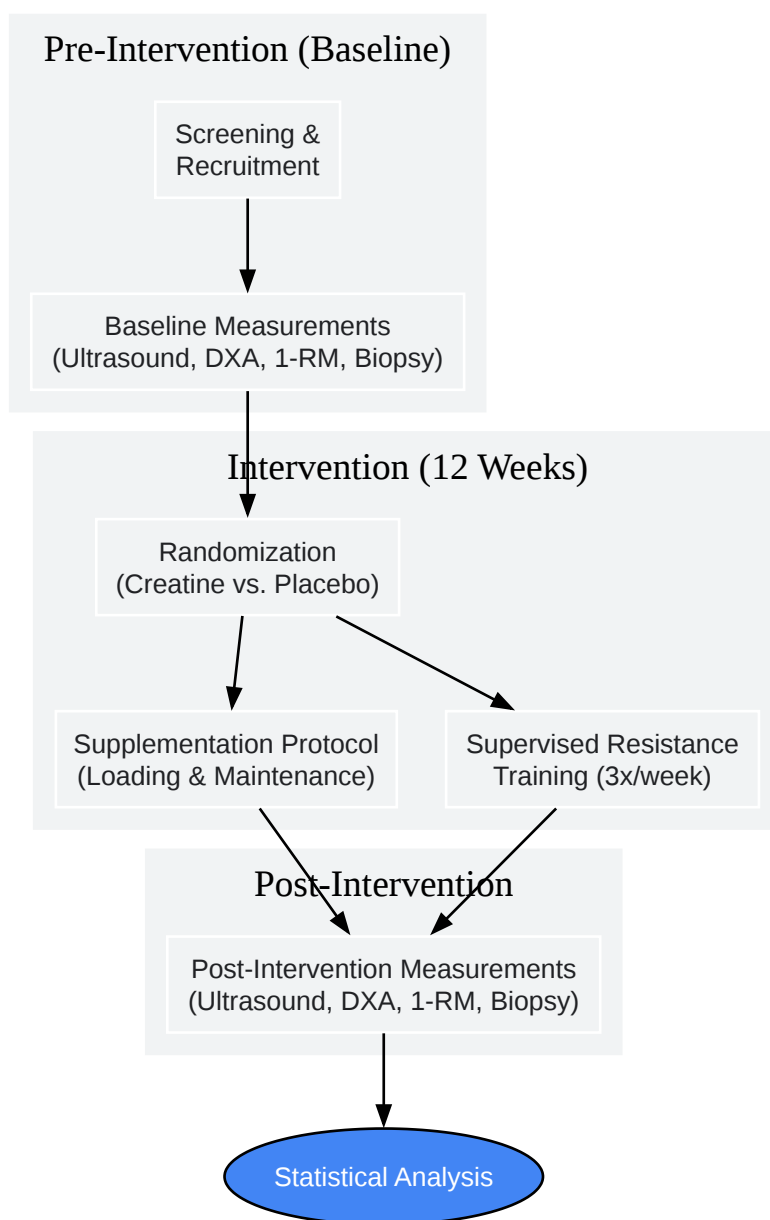 Pre-Intervention (Baseline)
Screening &
Recruitment
Baseline Measurements
(Ultrasound, DXA, 1-RM, Biopsy)
Intervention (12 Weeks)
Randomization
(Creatine vs. Placebo)
Supplementation Protocol
(Loading & Maintenance)
Supervised Resistance
Training (3x/week)
Post-Intervention
Post-Intervention Measurements
(Ultrasound, DXA, 1-RM, Biopsy)
Statistical Analysis